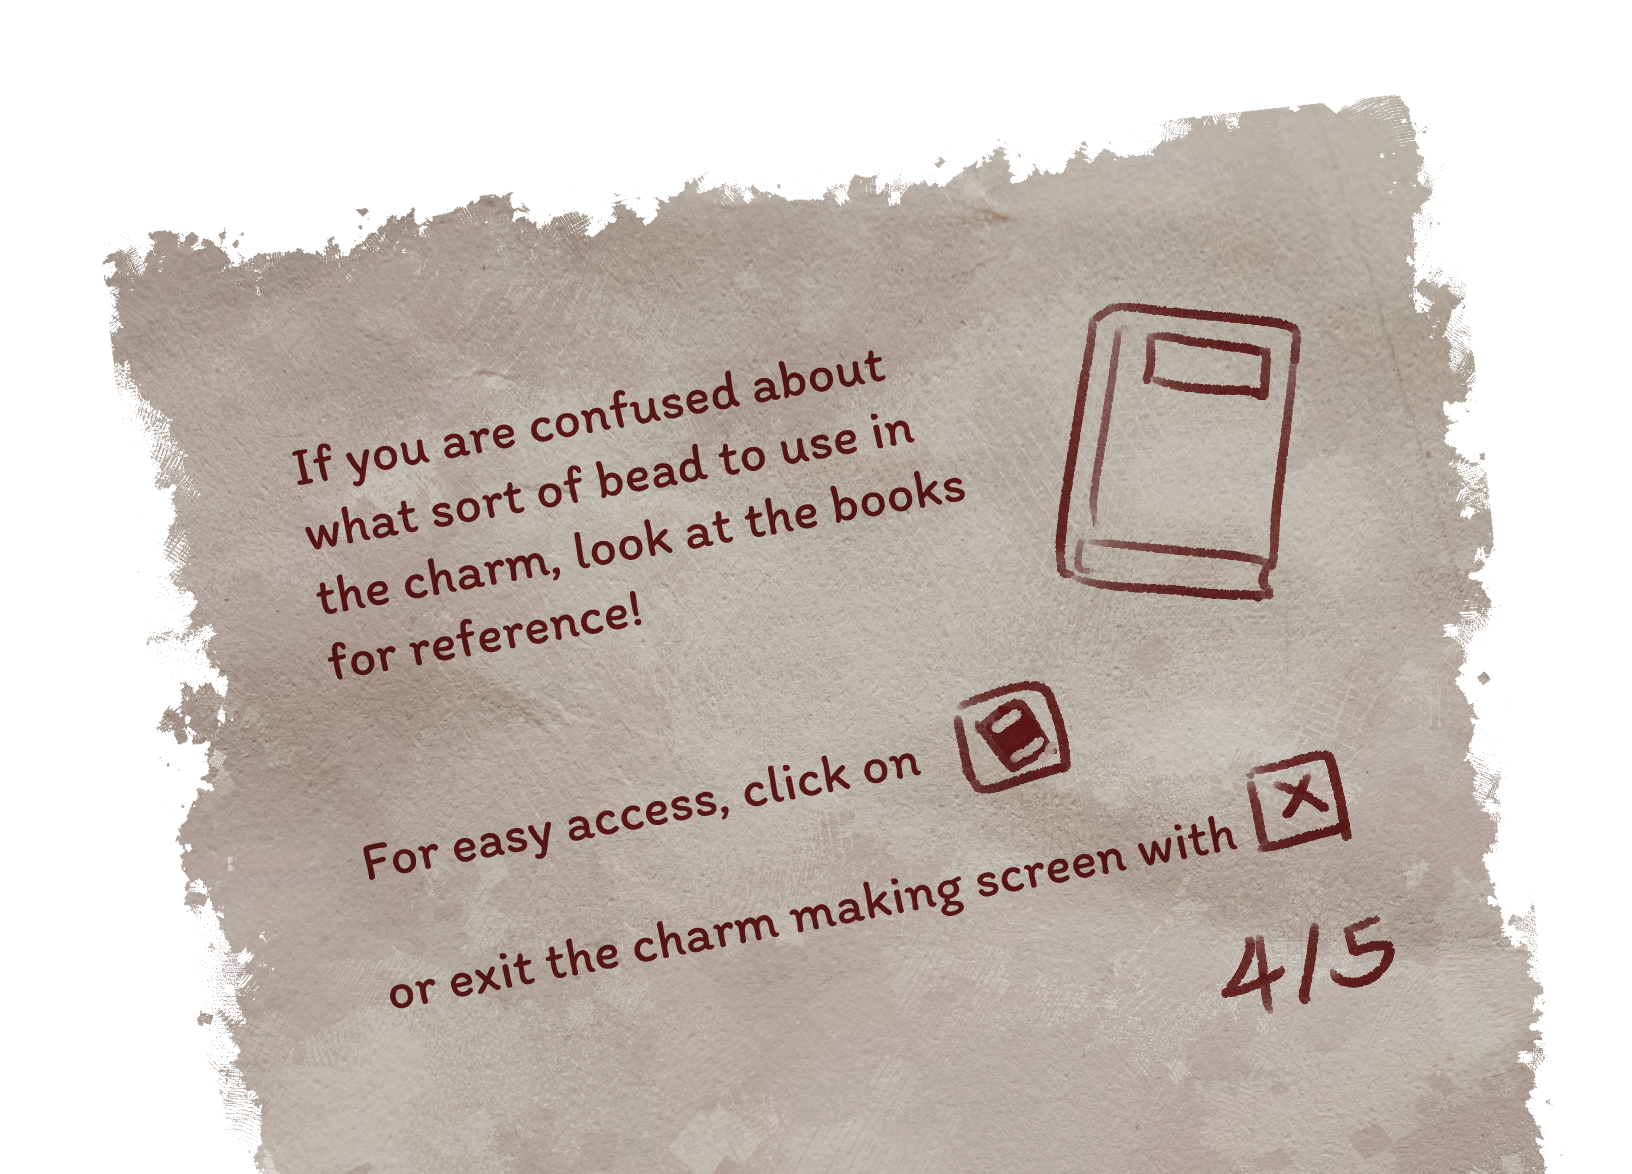 If you are confused about
what sort of bead to use in
the charm, look at the books
for reference!
For easy access, click on
or exit the charm making screen with
4/5